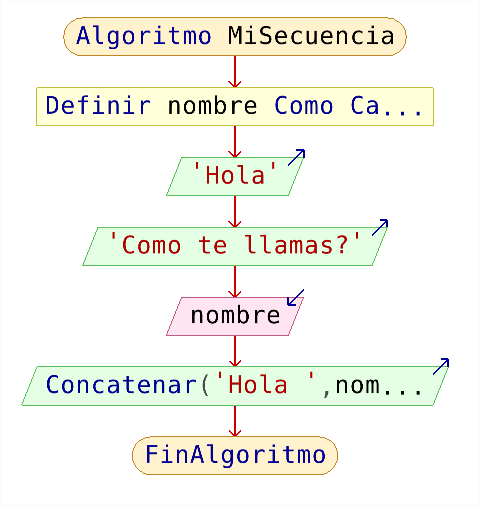 Algoritmo MiSecuencia
Definir nombre Como Ca...
'Hola'
'Como te llamas?'
nombre
Concatenar('Hola ',nom...
FinAlgoritmo